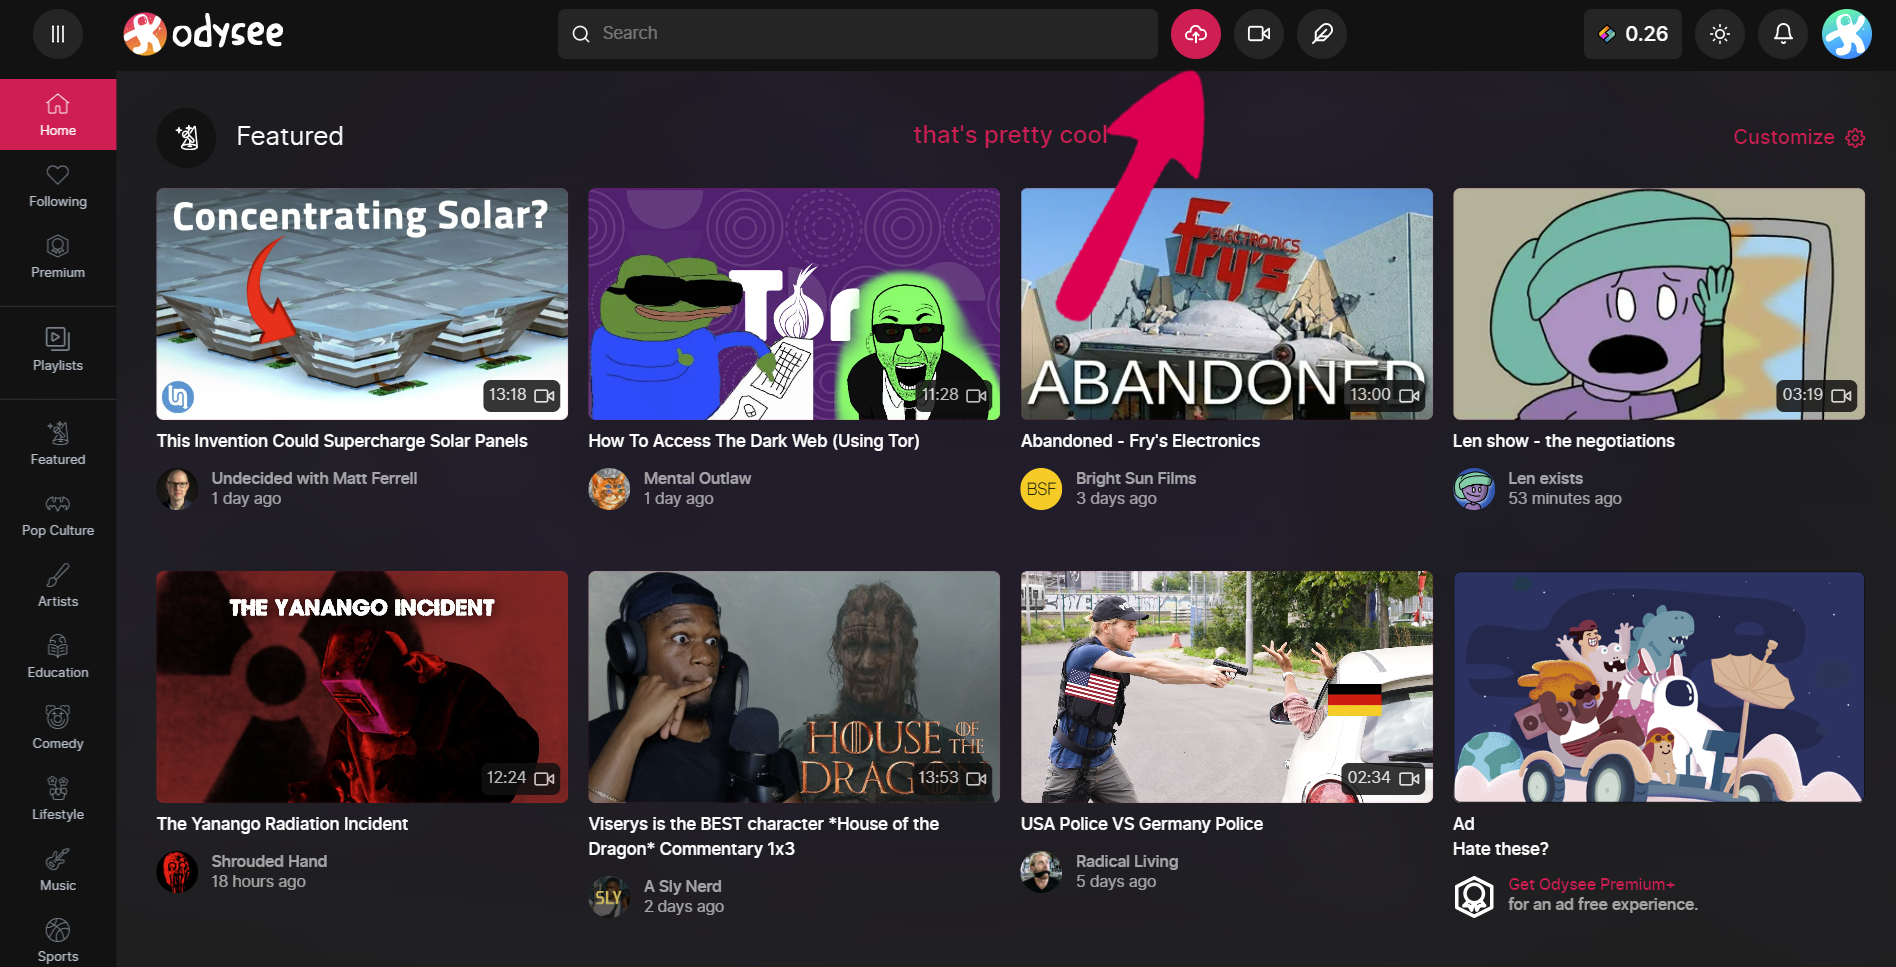 odysee
Search
0.26
Home
Following
Premium
Playlists
Featured
Pop Culture
Artists
Education
Comedy
Lifestyle
Music
Sports
Featured
that's pretty cool
Customize
Concentrating Solar?
13:18
This Invention Could Supercharge Solar Panels
Undecided with Matt Ferrell
1 day ago
Tor
11:28
How To Access The Dark Web (Using Tor)
Mental Outlaw
1 day ago
Fry's
ELECTRONICS
ABANDONED
13:00
Abandoned - Fry's Electronics
BSF
Bright Sun Films
3 days ago
03:19
Len show - the negotiations
Len exists
53 minutes ago
THE YANANGO INCIDENT
12:24
The Yanango Radiation Incident
Shrouded Hand
18 hours ago
HOUSE OF THE
DRAGON
13:53
Viserys is the BEST character *House of the
Dragon* Commentary 1x3
SLY
A Sly Nerd
2 days ago
02:34
USA Police VS Germany Police
Radical Living
5 days ago
Ad
Hate these?
Get Odysee Premium+
for an ad free experience.